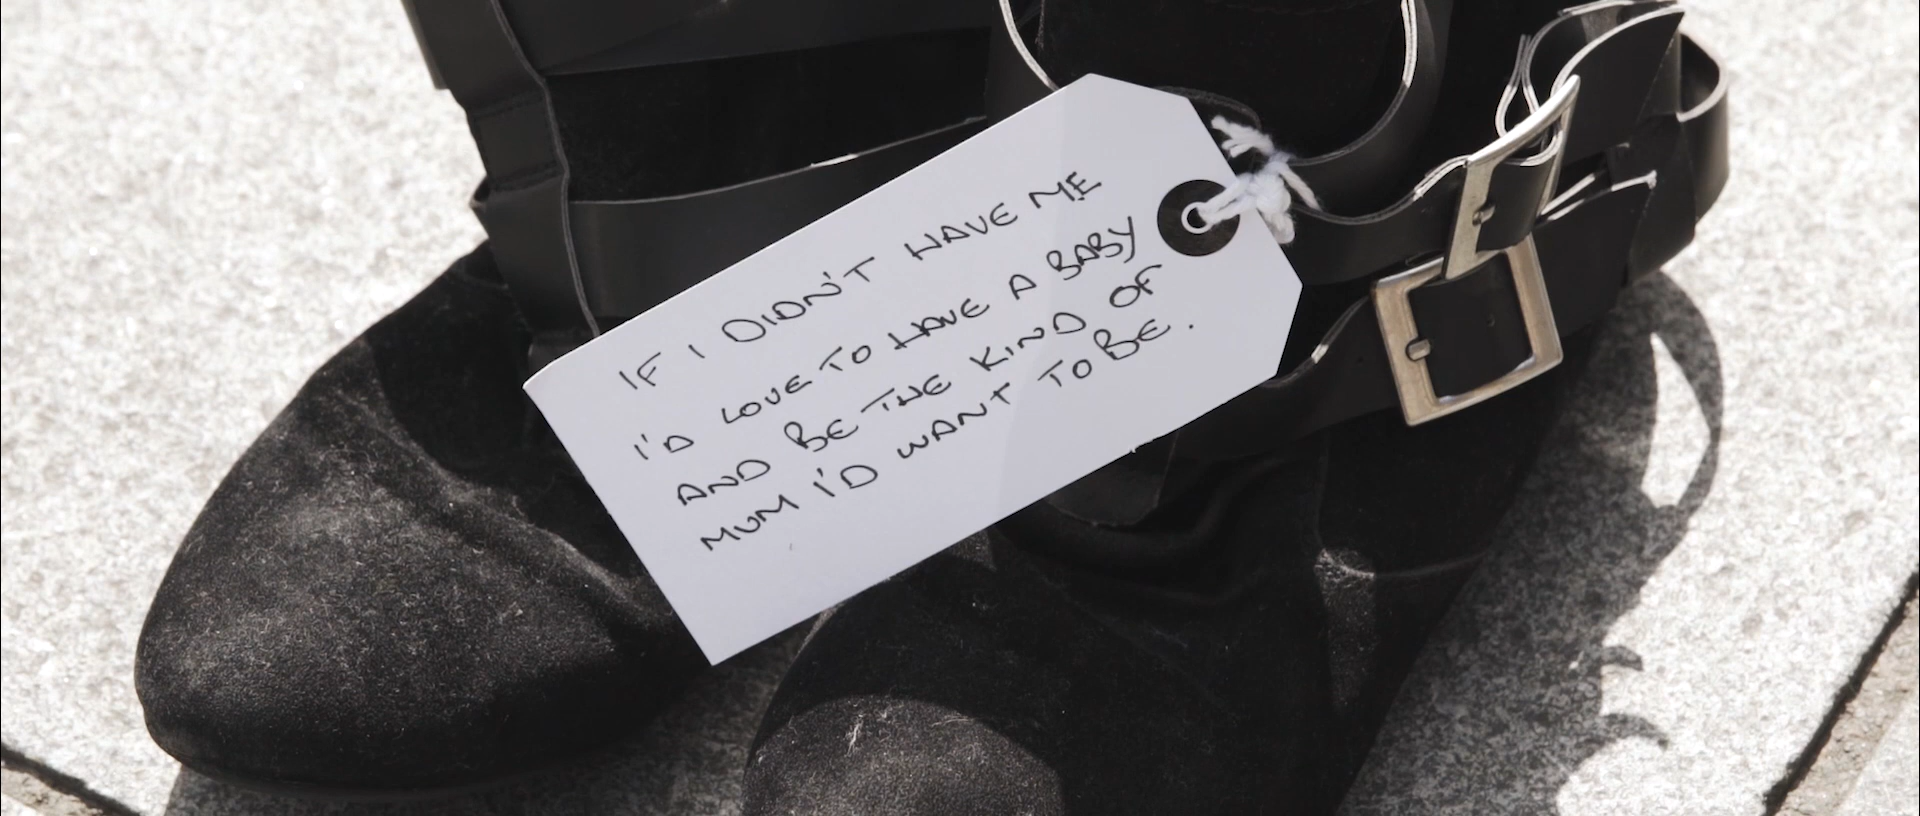 IF I DIDN'T HAVE ME
I'D LOVE TO HAVE A BABY
AND BE THE KIND OF
MUM I'D WANT TO BE.